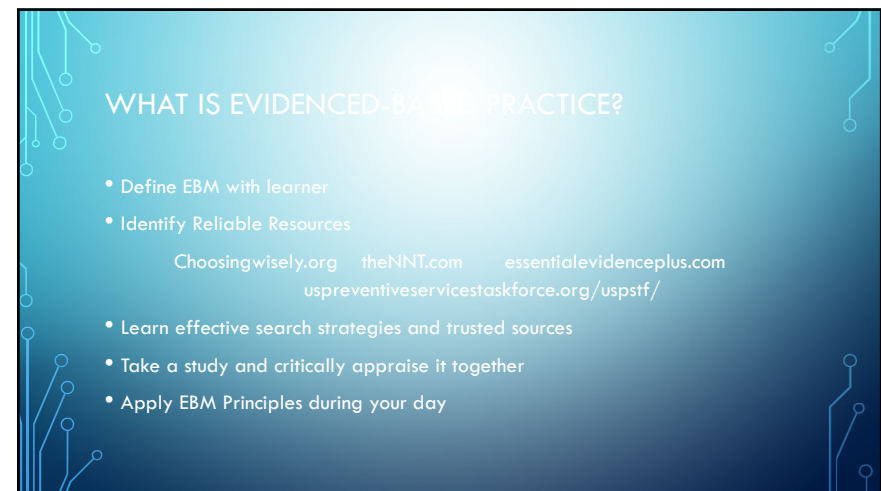 WHAT IS EVIDENCED-BASED PRACTICE?
• Define EBM with learner
• Identify Reliable Resources
Choosingwisely.org theNNT.com essentialevidenceplus.com
uspreventiveservicestaskforce.org/uspstf/
• Learn effective search strategies and trusted sources
• Take a study and critically appraise it together
• Apply EBM Principles during your day